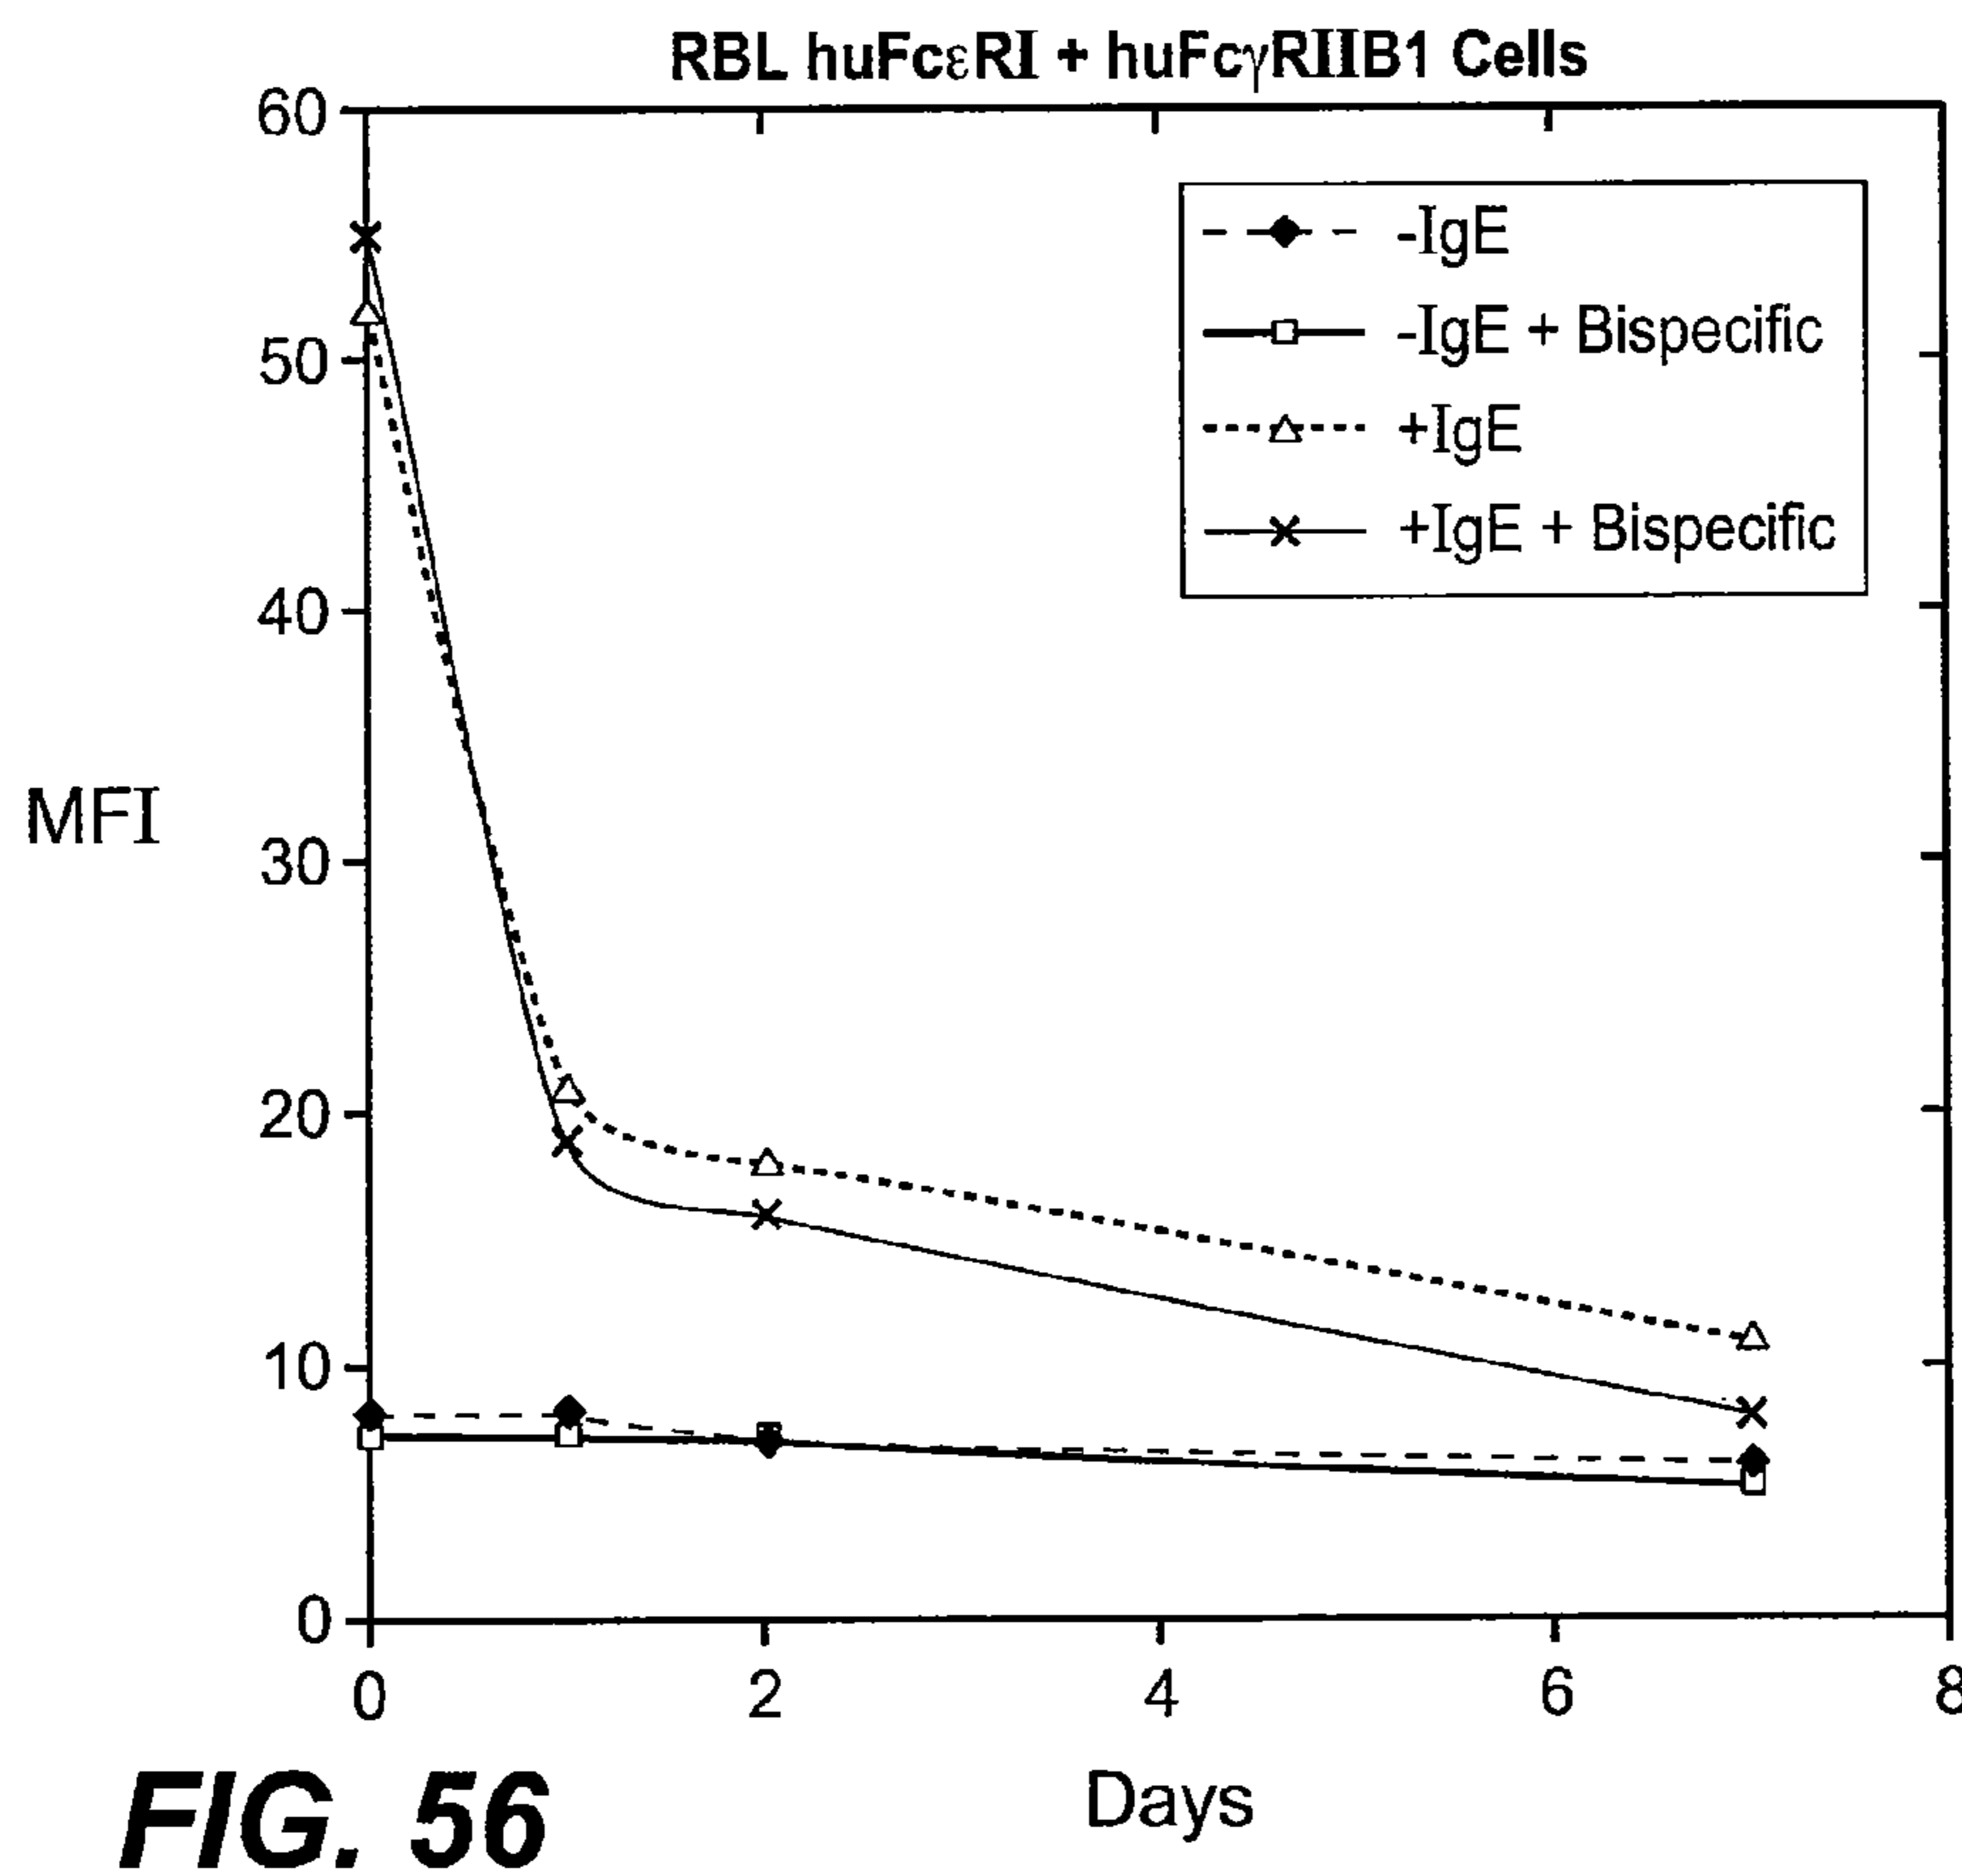 RBL huFcεRI + huFcγRIIB1 Cells
60
50
40
30
20
10
0
MFI
-IgE
-IgE + Bispecific
+IgE
+IgE + Bispecific
0 2 4 6 8
Days
FIG. 56